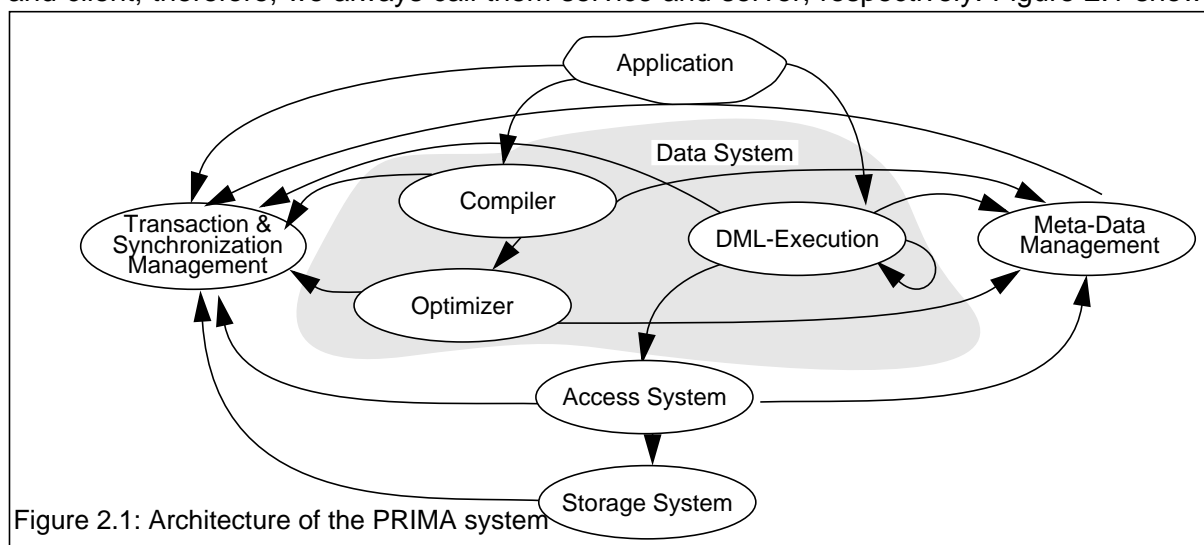 and client, therefore, we always call them service and server, respectively. Figure 2.1 show
Application
Data System
Compiler
Transaction &
Synchronization
Management
DML-Execution
Meta-Data
Management
Optimizer
Access System
Storage System
Figure 2.1: Architecture of the PRIMA system